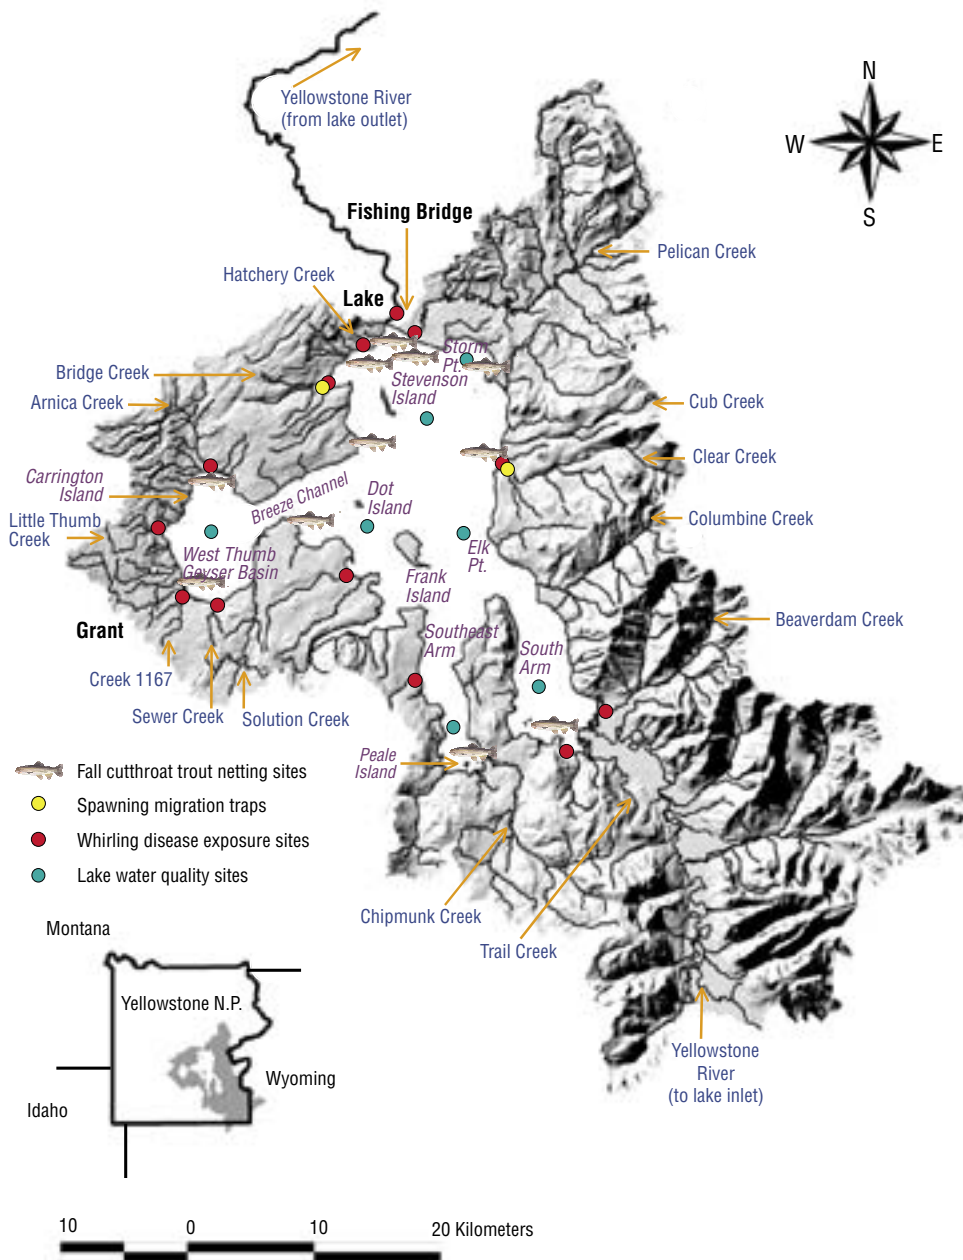 Yellowstone River
(from lake outlet)
N
W
E
S
Fishing Bridge
Pelican Creek
Hatchery Creek
Lake
Storm
Pt.
Bridge Creek
Stevenson
Island
Arnica Creek
Cub Creek
Clear Creek
Carrington
Island
Breeze Channel
Dot
Island
Little Thumb
Creek
Columbine Creek
West Thumb
Geyser Basin
Elk
Pt.
Frank
Island
Grant
Southeast
Arm
South
Arm
Beaverdam Creek
Creek 1167
Sewer Creek
Solution Creek
Peale
Island
Fall cutthroat trout netting sites
Spawning migration traps
Whirling disease exposure sites
Lake water quality sites
Chipmunk Creek
Trail Creek
Montana
Yellowstone N.P.
Wyoming
Idaho
Yellowstone
River
(to lake inlet)
10 0 10 20 Kilometers